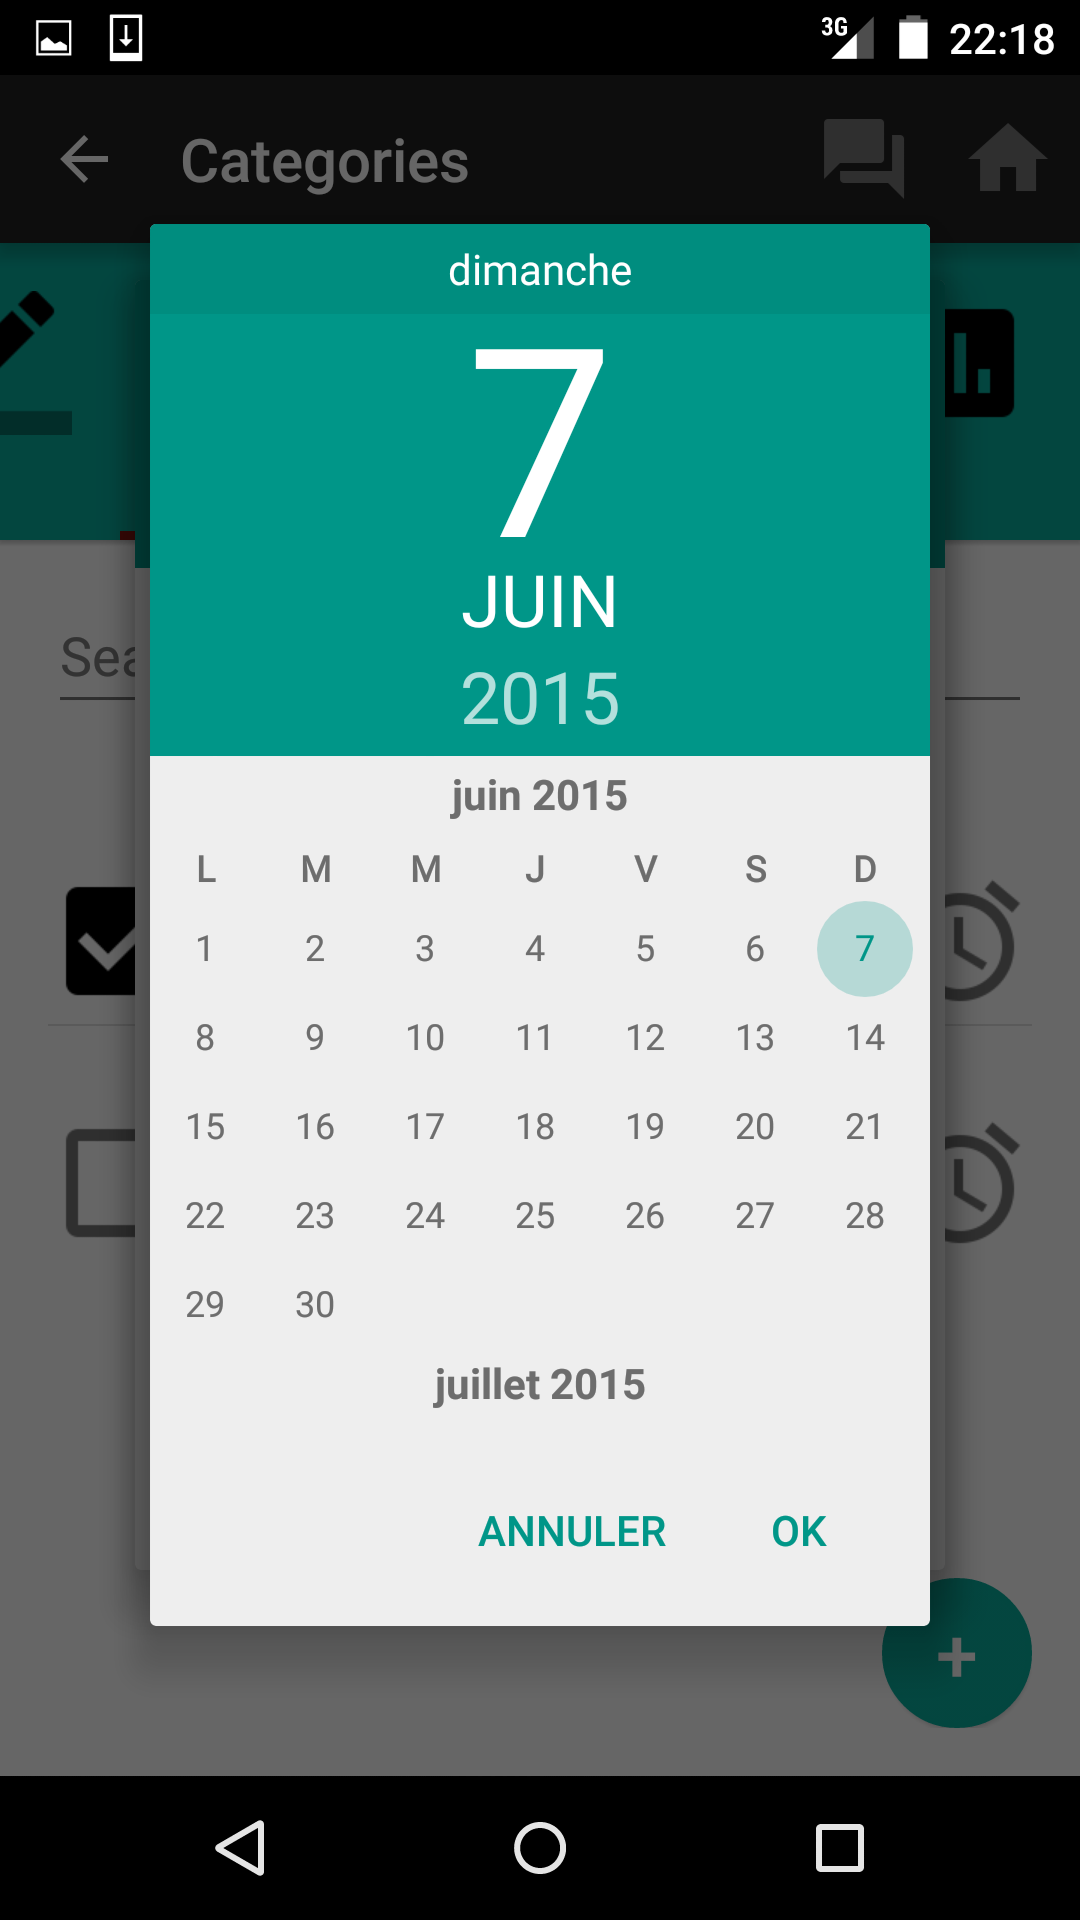 3G 22:18
Categories
dimanche
7
JUIN
2015
Sea
juin 2015
L M M J V S D
1 2 3 4 5 6 7
8 9 10 11 12 13 14
15 16 17 18 19 20 21
22 23 24 25 26 27 28
29 30
juillet 2015
ANNULER OK
+